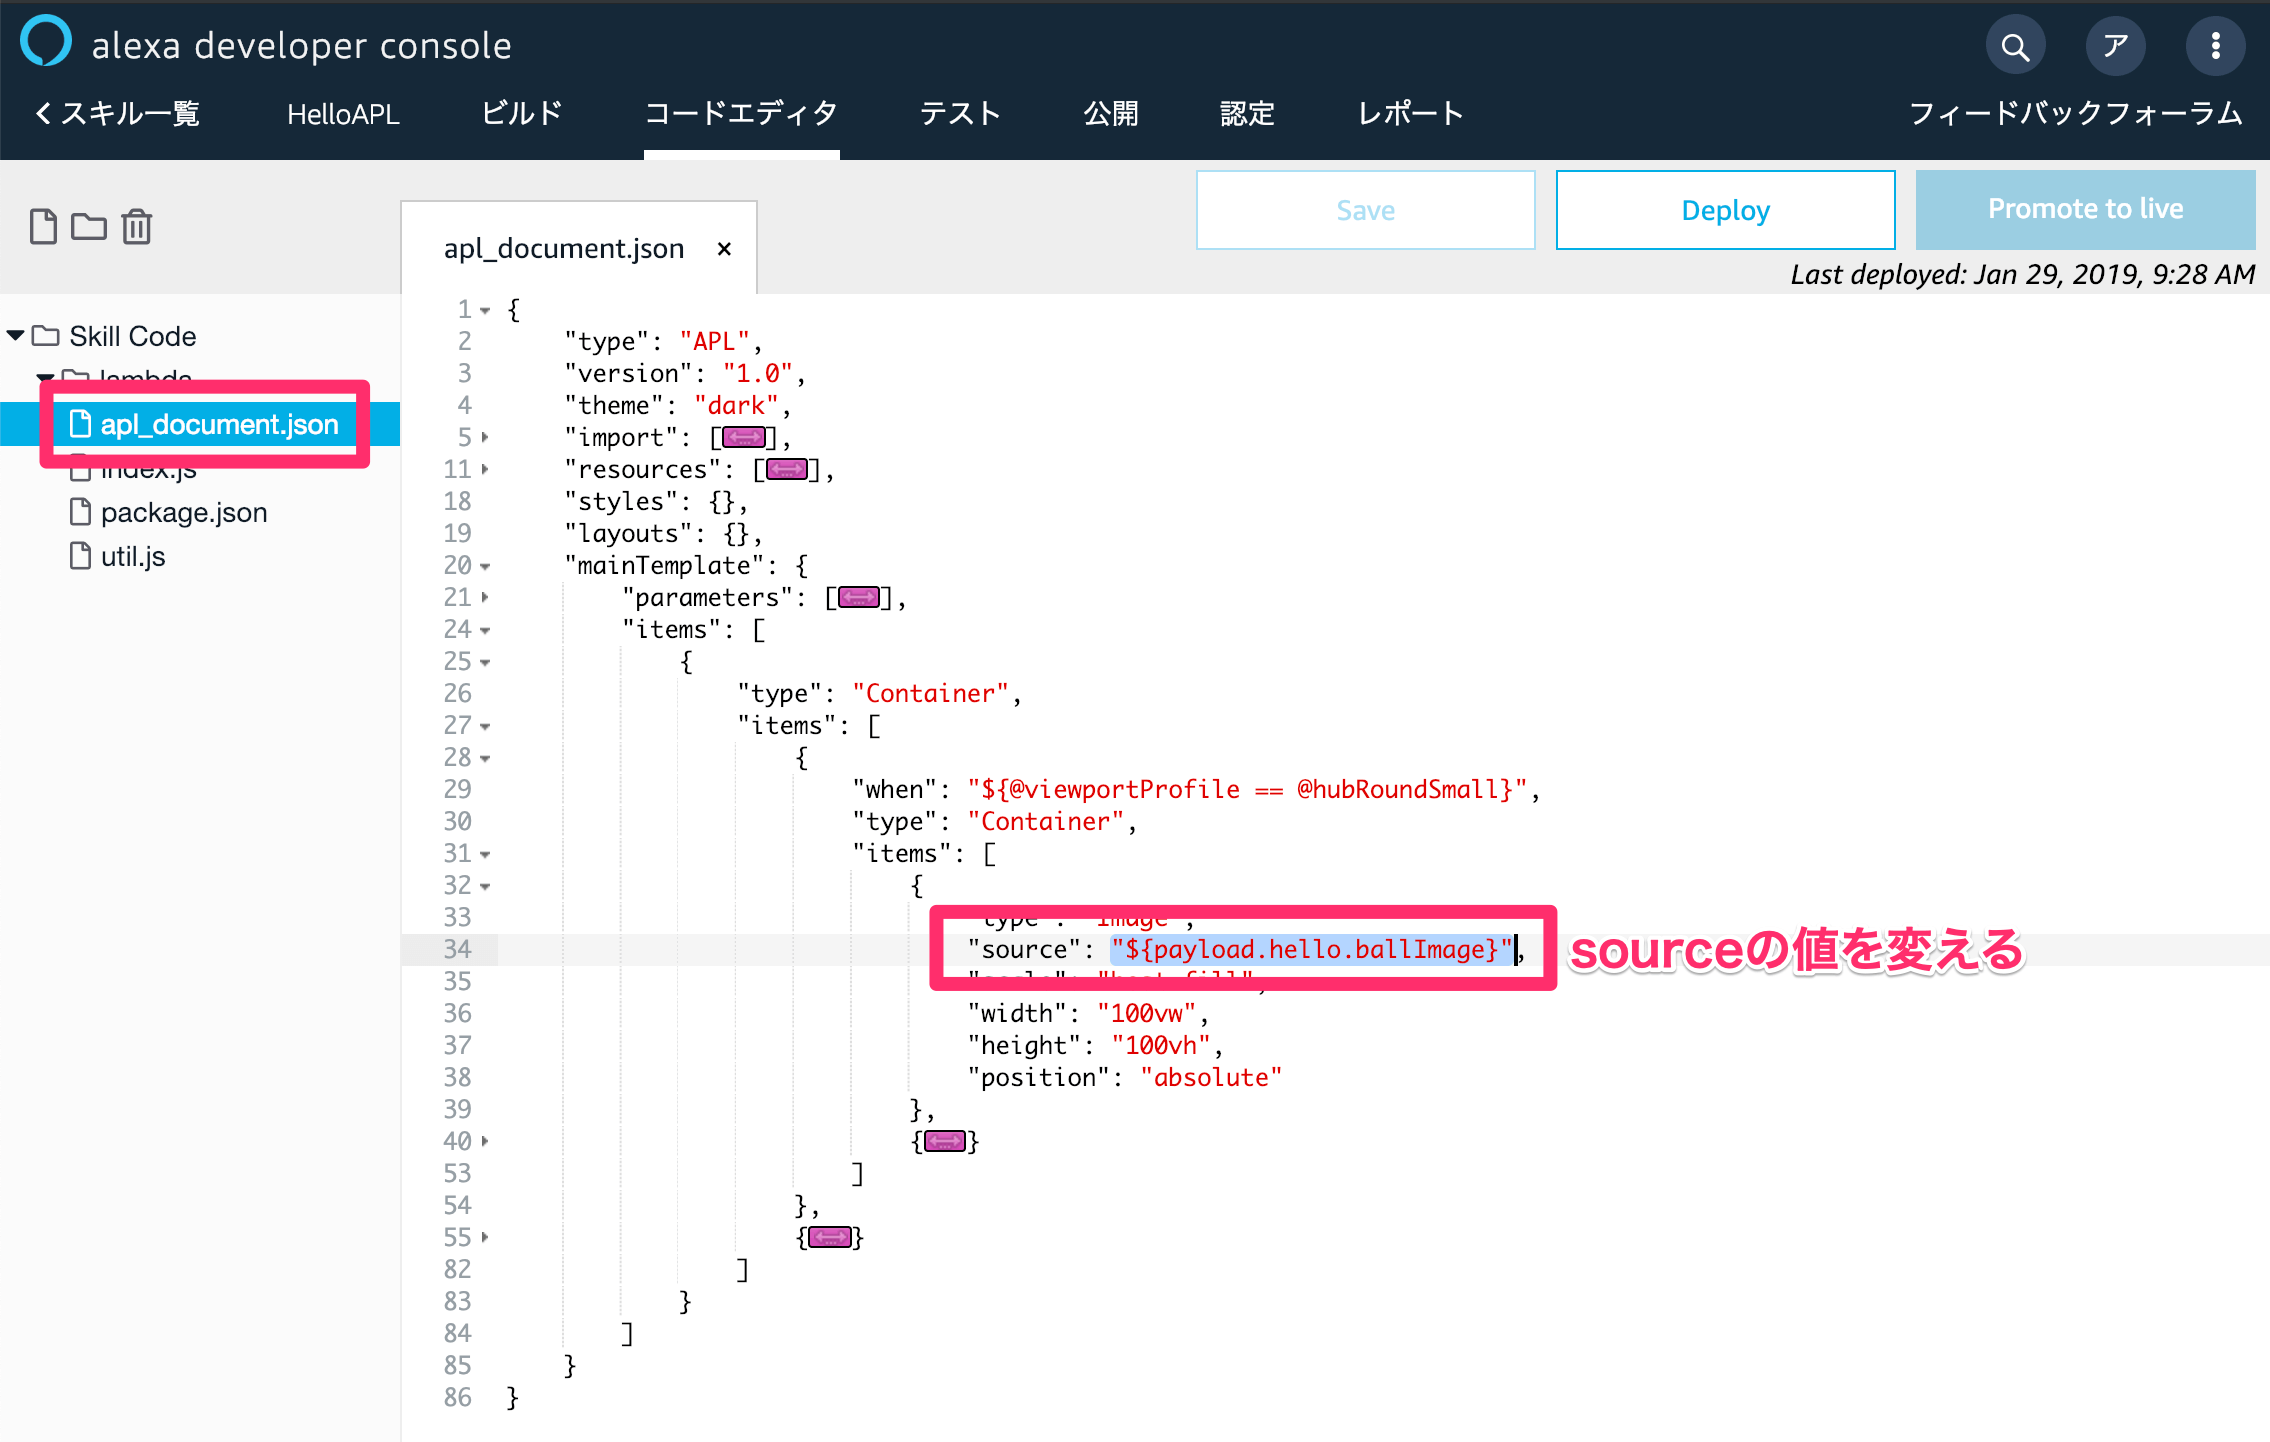 alexa developer console
ア
スキル一覧 HelloAPL ビルド コードエディタ テスト 公開 認定 レポート フィードバックフォーラム
Save Deploy Promote to live
apl_document.json ×
Last deployed: Jan 29, 2019, 9:28 AM
Skill Code
lambda
apl_document.json
index.js
package.json
util.js
1 {
2 "type": "APL",
3 "version": "1.0",
4 "theme": "dark",
5 "import": [...],
11 "resources": [...],
18 "styles": {},
19 "layouts": {},
20 "mainTemplate": {
21 "parameters": [...],
24 "items": [
25 {
26 "type": "Container",
27 "items": [
28 {
29 "when": "${@viewportProfile == @hubRoundSmall}",
30 "type": "Container",
31 "items": [
32 {
33 "type": "Image",
34 "source": "${payload.hello.ballImage}",
sourceの値を変える
35 "scale": "best-fill",
36 "width": "100vw",
37 "height": "100vh",
38 "position": "absolute"
39 },
40 {...}
53 ]
54 },
55 {...}
82 ]
83 }
84 ]
85 }
86 }